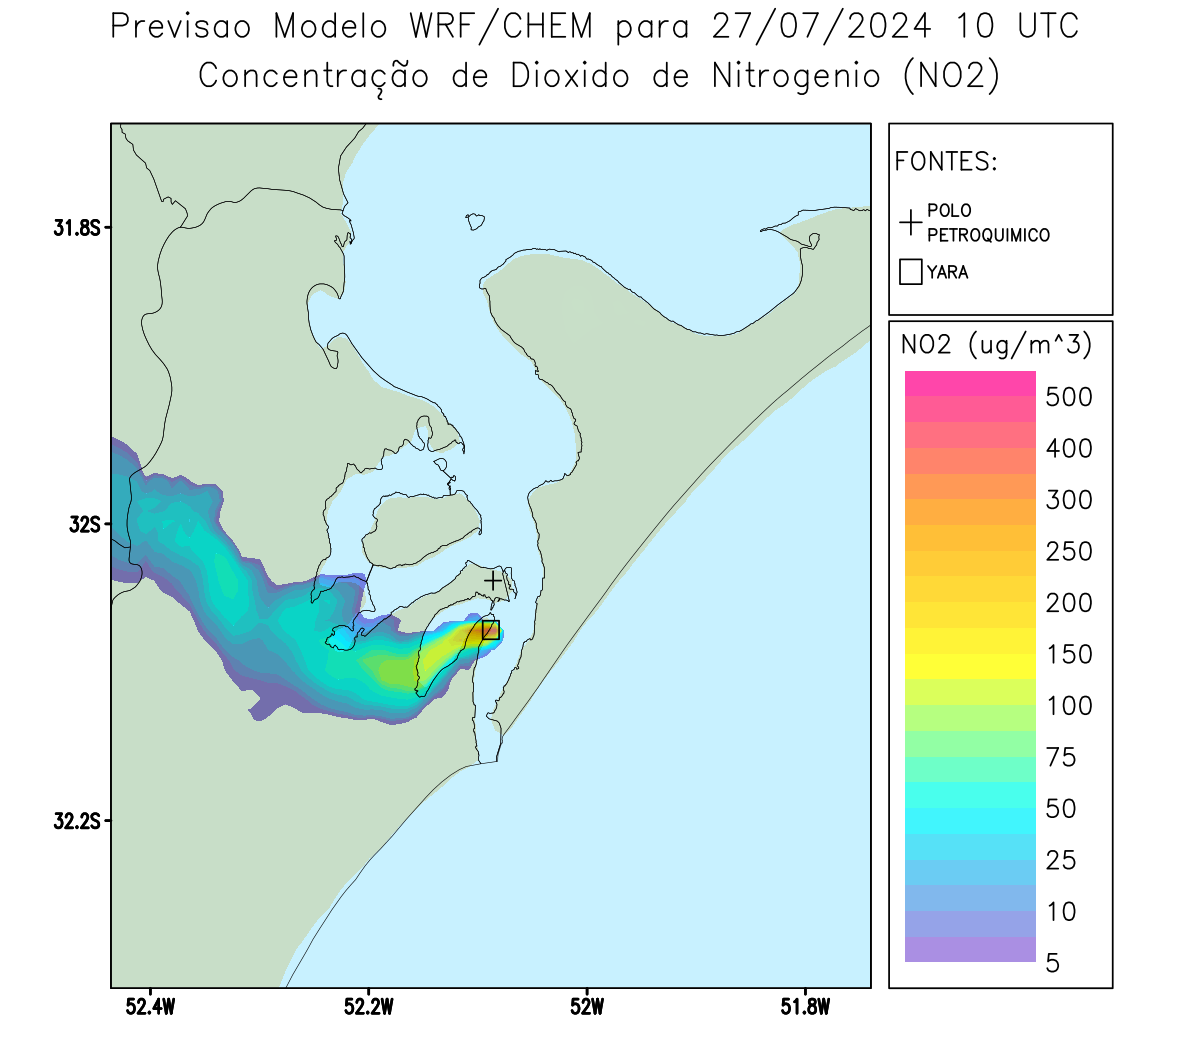 Previsao Modelo WRF/CHEM para 27/07/2024 10 UTC
Concentração de Dioxido de Nitrogenio (NO2)
FONTES:
POLO
PETROQUIMICO
YARA
NO2 (ug/m^3)
500
400
300
250
200
150
100
75
50
25
10
5
31.8S
32S
32.2S
52.4W
52.2W
52W
51.8W